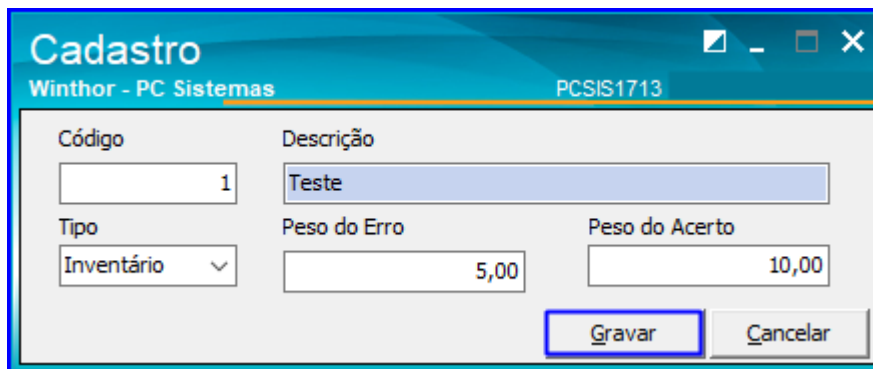 Cadastro
Winthor - PC Sistemas PCSIS1713
Código Descrição
1 Teste
Tipo Peso do Erro Peso do Acerto
Inventário 5,00 10,00
Gravar Cancelar